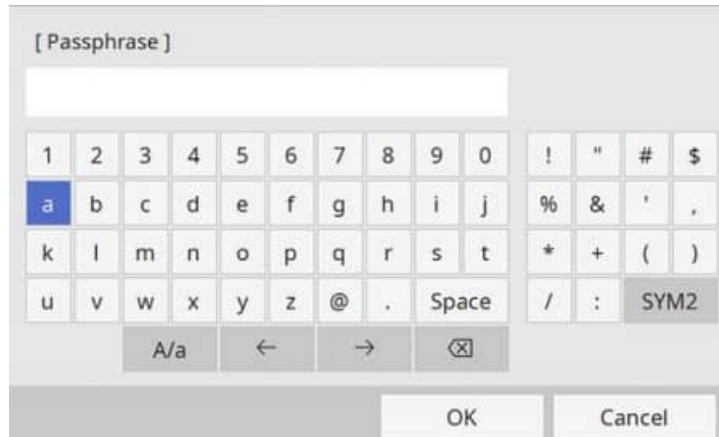 [ Passphrase ]
1 2 3 4 5 6 7 8 9 0 ! " # $
a b c d e f g h i j % & ' ,
k l m n o p q r s t * + ( )
u v w x y z @ . Space / : SYM2
A/a ← → ⌫
OK Cancel